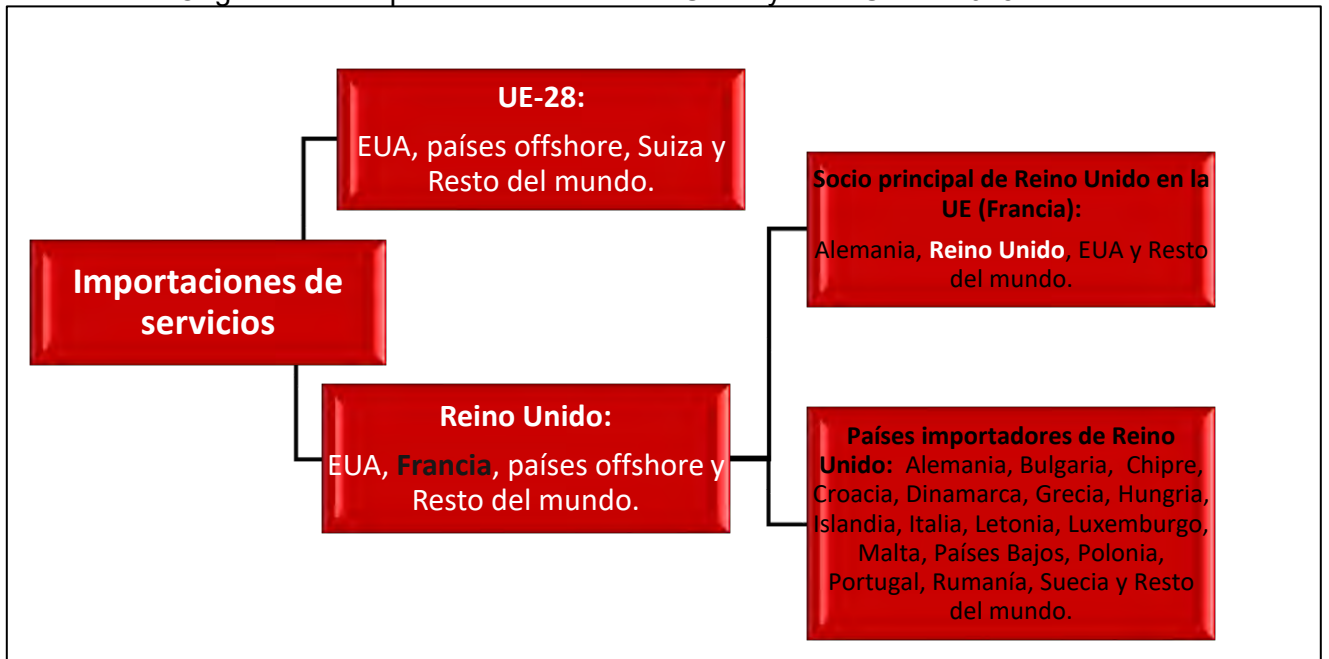 UE-28:
EUA, países offshore, Suiza y
Resto del mundo.
Importaciones de
servicios
Reino Unido:
EUA, Francia, países offshore y
Resto del mundo.
Socio principal de Reino Unido en la
UE (Francia):
Alemania, Reino Unido, EUA y Resto
del mundo.
Países importadores de Reino
Unido: Alemania, Bulgaria, Chipre,
Croacia, Dinamarca, Grecia, Hungria,
Islandia, Italia, Letonia, Luxemburgo,
Malta, Países Bajos, Polonia,
Portugal, Rumanía, Suecia y Resto
del mundo.